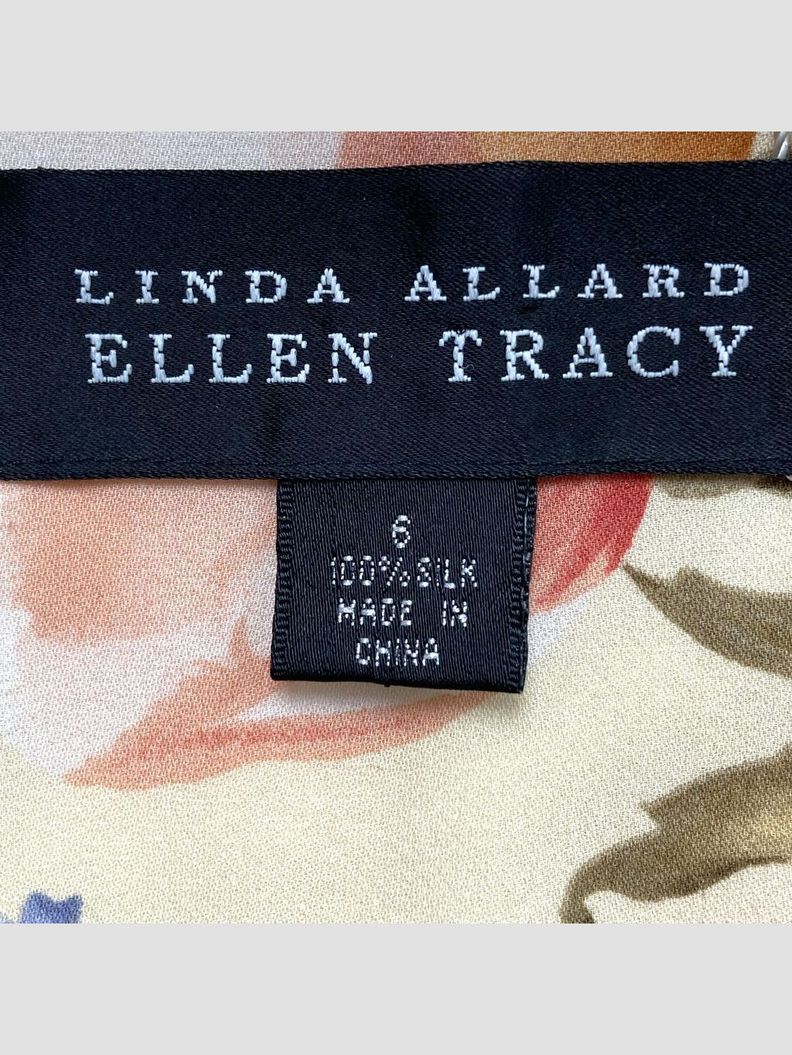 LINDA ALLARD
ELLEN TRACY
6
100% SILK
MADE IN
CHINA